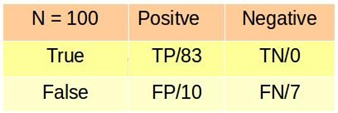 N = 100 Positve Negative
True TP/83 TN/0
False FP/10 FN/7